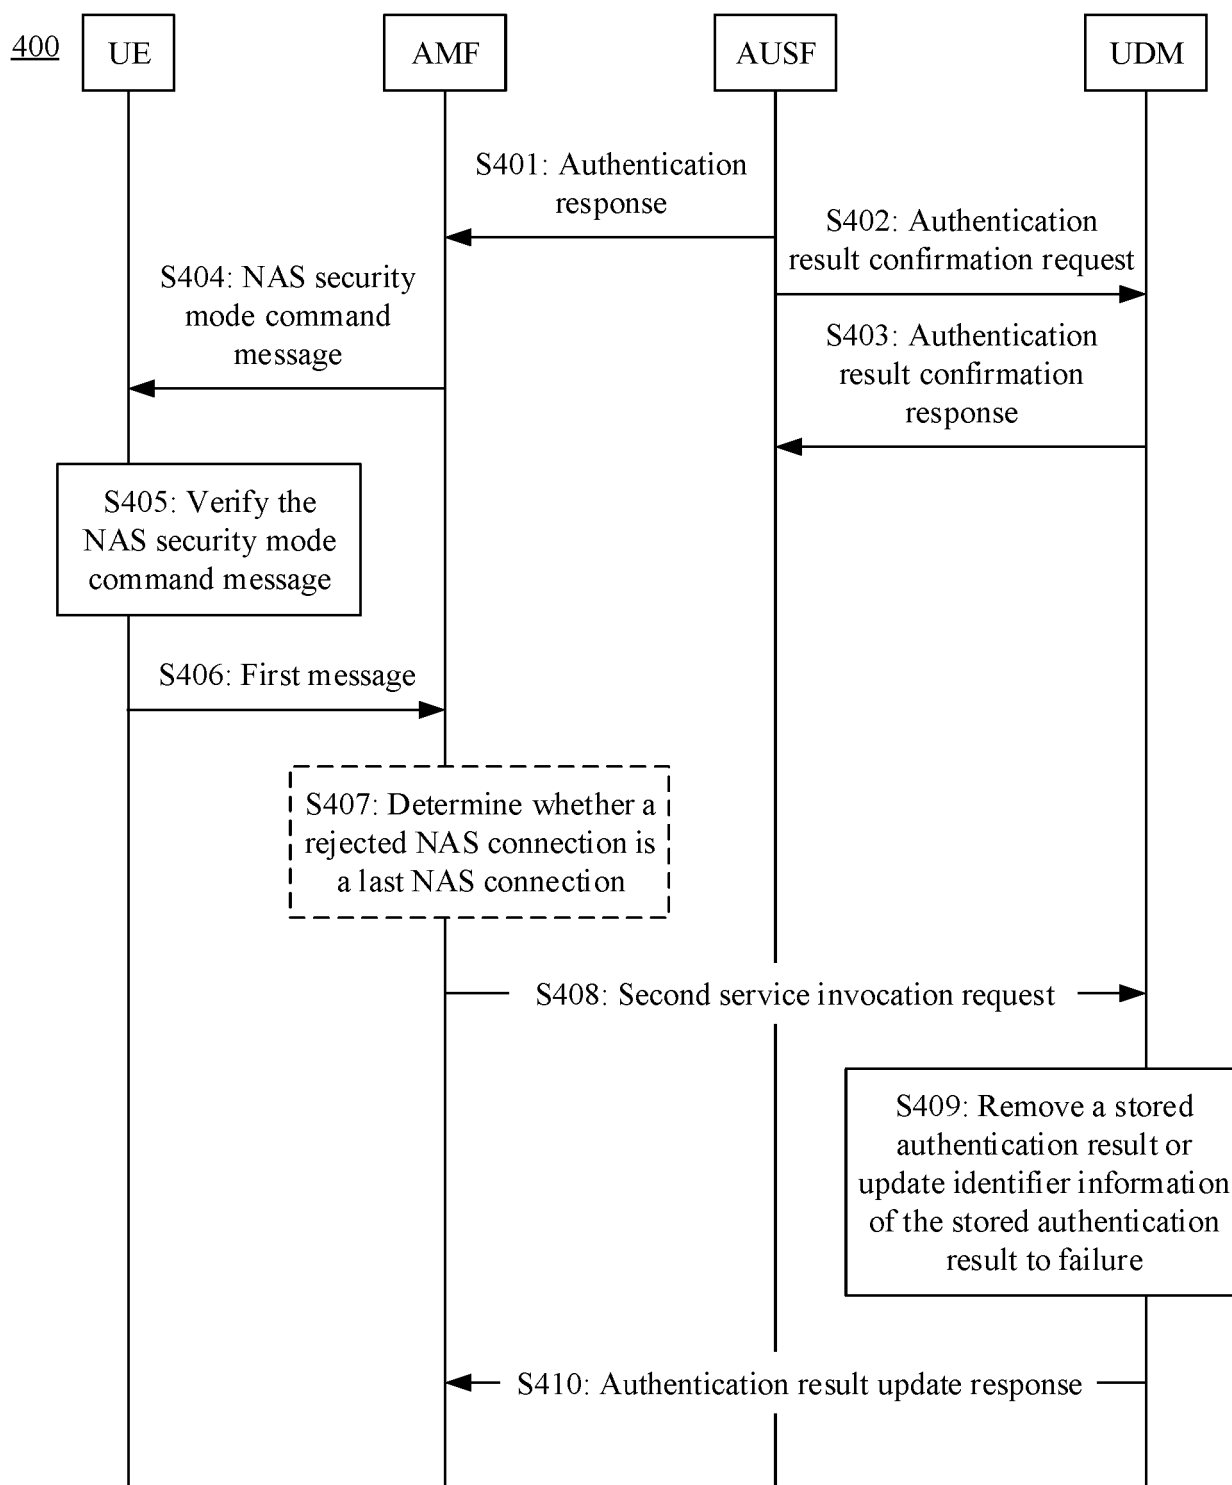 400
UE
AMF
AUSF
UDM
S401: Authentication
response
S402: Authentication
result confirmation request
S404: NAS security
mode command
message
S403: Authentication
result confirmation
response
S405: Verify the
NAS security mode
command message
S406: First message
S407: Determine whether a
rejected NAS connection is
a last NAS connection
S408: Second service invocation request
S409: Remove a stored
authentication result or
update identifier information
of the stored authentication
result to failure
S410: Authentication result update response